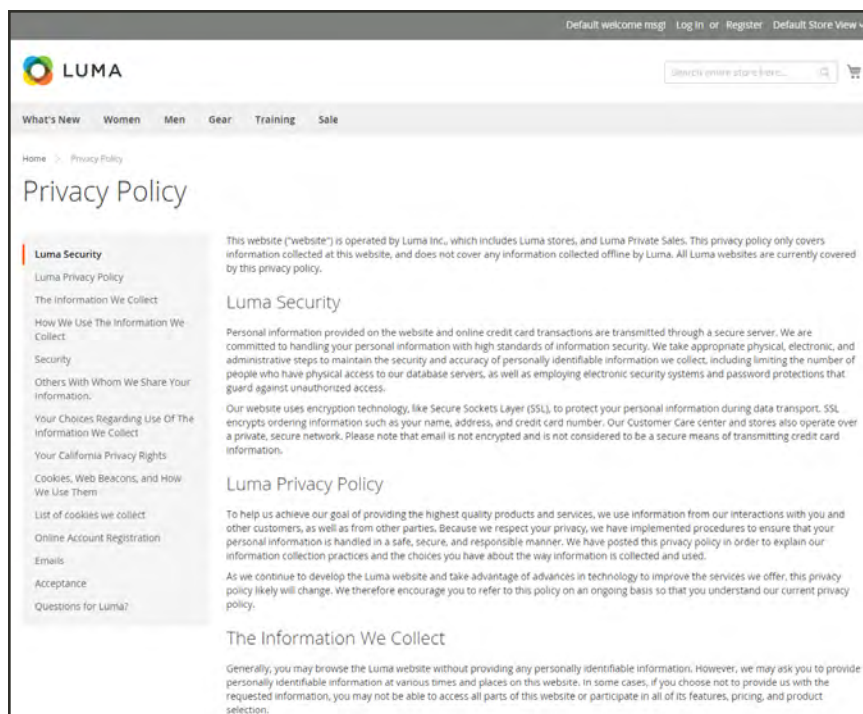 Default welcome msg! Log In or Register Default Store View
LUMA
Search entire store here...
What's New Women Men Gear Training Sale
Home > Privacy Policy
Privacy Policy
Luma Security
Luma Privacy Policy
The Information We Collect
How We Use The Information We
Collect
Security
Others With Whom We Share Your
Information.
Your Choices Regarding Use Of The
Information We Collect
Your California Privacy Rights
Cookies, Web Beacons, and How
We Use Them
List of cookies we collect
Online Account Registration
Emails
Acceptance
Questions for Luma?
This website ("website") is operated by Luma Inc., which includes Luma stores, and Luma Private Sales. This privacy policy only covers
information collected at this website, and does not cover any information collected offline by Luma. All Luma websites are currently covered
by this privacy policy.
Luma Security
Personal information provided on the website and online credit card transactions are transmitted through a secure server. We are
committed to handling your personal information with high standards of information security. We take appropriate physical, electronic, and
administrative steps to maintain the security and accuracy of personally identifiable information we collect, including limiting the number of
people who have physical access to our database servers, as well as employing electronic security systems and password protections that
guard against unauthorized access.
Our website uses encryption technology, like Secure Sockets Layer (SSL), to protect your personal information during data transport. SSL
encrypts ordering information such as your name, address, and credit card number. Our Customer Care center and stores also operate over
a private, secure network. Please note that email is not encrypted and is not considered to be a secure means of transmitting credit card
information.
Luma Privacy Policy
To help us achieve our goal of providing the highest quality products and services, we use information from our interactions with you and
other customers, as well as from other parties. Because we respect your privacy, we have implemented procedures to ensure that your
personal information is handled in a safe, secure, and responsible manner. We have posted this privacy policy in order to explain our
information collection practices and the choices you have about the way information is collected and used.
As we continue to develop the Luma website and take advantage of advances in technology to improve the services we offer, this privacy
policy likely will change. We therefore encourage you to refer to this policy on an ongoing basis so that you understand our current privacy
policy.
The Information We Collect
Generally, you may browse the Luma website without providing any personally identifiable information. However, we may ask you to provide
personally identifiable information at various times and places on this website. In some cases, if you choose not to provide us with the
requested information, you may not be able to access all parts of this website or participate in all of its features, pricing, and product
selection.